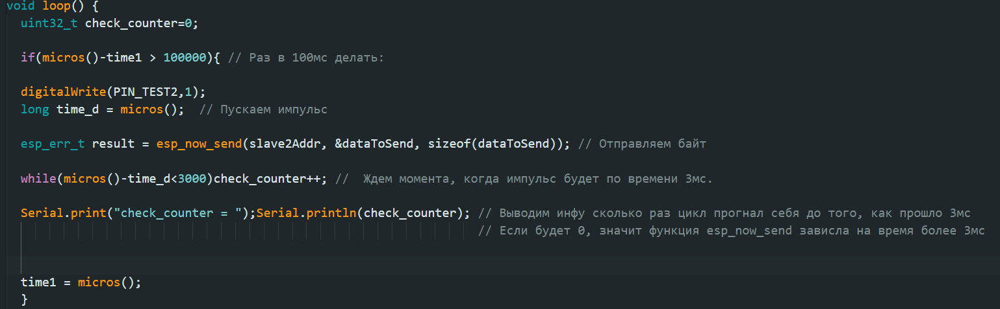 void loop() {
uint32_t check_counter=0;
if(micros()-time1 > 100000){ // Раз в 100мс делать:
digitalWrite(PIN_TEST2,1);
long time_d = micros();  // Пускаем импульс
esp_err_t result = esp_now_send(slave2Addr, &dataToSend, sizeof(dataToSend)); // Отправляем байт
while(micros()-time_d<3000)check_counter++; //  Ждем момента, когда импульс будет по времени 3мс.
Serial.print("check_counter = ");Serial.println(check_counter); // Выводим инфу сколько раз цикл прогнал себя до того, как прошло 3мс
// Если будет 0, значит функция esp_now_send зависла на время более 3мс
time1 = micros();
}